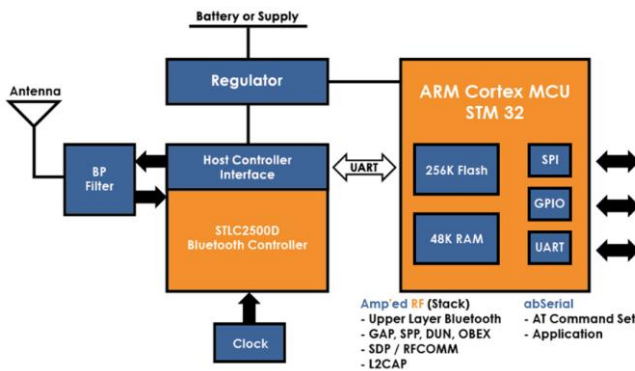 Battery or Supply
Antenna
Regulator
ARM Cortex MCU
STM 32
BP
Filter
Host Controller
Interface
UART
256K Flash
SPI
GPIO
STLC2500D
Bluetooth Controller
48K RAM
UART
Clock
Amp'ed RF (Stack)
- Upper Layer Bluetooth
- GAP, SPP, DUN, OBEX
- SDP / RFCOMM
- L2CAP
abSerial
- AT Command Set
- Application